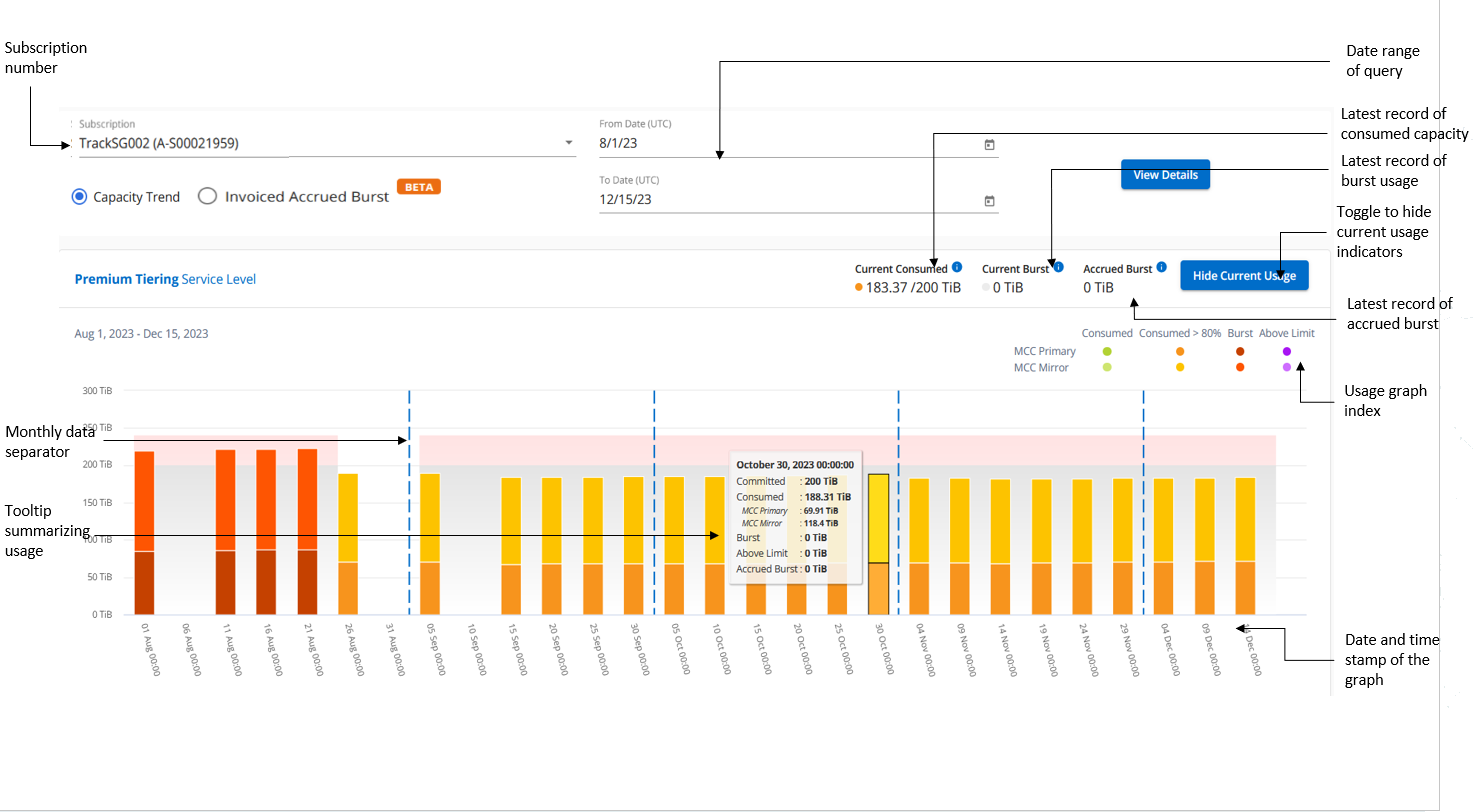 Subscription
number
Date range
of query
Latest record of
consumed capacity
Latest record of
burst usage
Toggle to hide
current usage
indicators
Latest record of
accrued burst
Usage graph
index
Date and time
stamp of the
graph
Monthly data
separator
Tooltip
summarizing
usage
Subscription
TrackSG002 (A-S00021959)
From Date (UTC)
8/1/23
To Date (UTC)
12/15/23
View Details
Capacity Trend
Invoiced Accrued Burst
BETA
Premium Tiering Service Level
Current Consumed
183.37 /200 TiB
Current Burst
0 TiB
Accrued Burst
0 TiB
Hide Current Usage
Aug 1, 2023 - Dec 15, 2023
Consumed Consumed > 80% Burst Above Limit
MCC Primary
MCC Mirror
300 TiB
250 TiB
200 TiB
150 TiB
100 TiB
50 TiB
0 TiB
October 30, 2023 00:00:00
Committed : 200 TiB
Consumed : 188.31 TiB
MCC Primary : 69.91 TiB
MCC Mirror : 118.4 TiB
Burst : 0 TiB
Above Limit : 0 TiB
Accrued Burst : 0 TiB
01 Aug 00:00
06 Aug 00:00
11 Aug 00:00
16 Aug 00:00
21 Aug 00:00
26 Aug 00:00
31 Aug 00:00
05 Sep 00:00
10 Sep 00:00
15 Sep 00:00
20 Sep 00:00
25 Sep 00:00
30 Sep 00:00
05 Oct 00:00
10 Oct 00:00
15 Oct 00:00
20 Oct 00:00
25 Oct 00:00
30 Oct 00:00
04 Nov 00:00
09 Nov 00:00
14 Nov 00:00
19 Nov 00:00
24 Nov 00:00
29 Nov 00:00
04 Dec 00:00
09 Dec 00:00
14 Dec 00:00